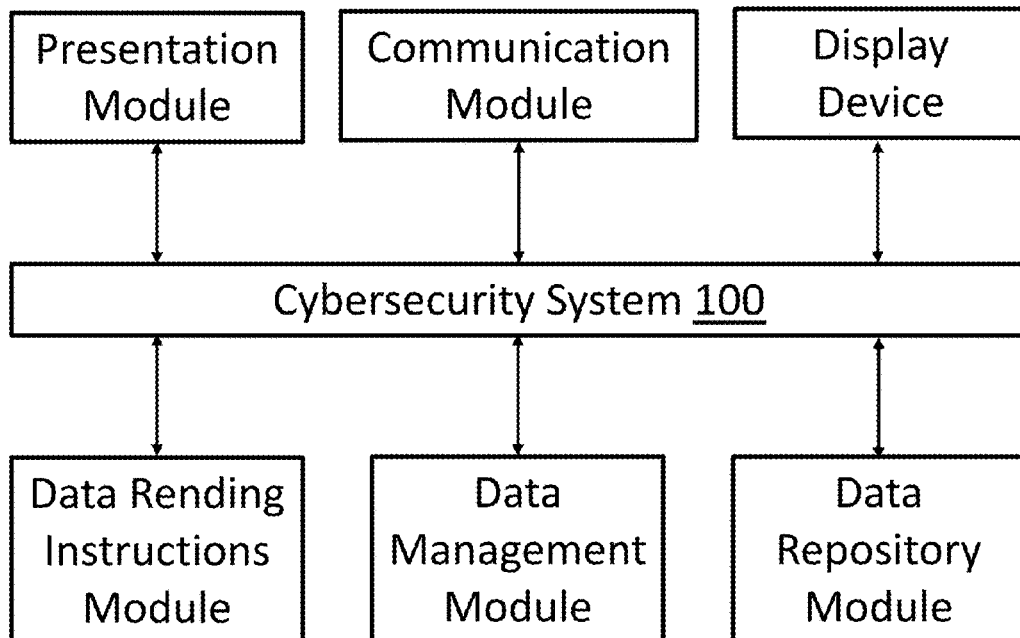 Presentation
Module
Communication
Module
Display
Device
Cybersecurity System 100
Data Rending
Instructions
Module
Data
Management
Module
Data
Repository
Module